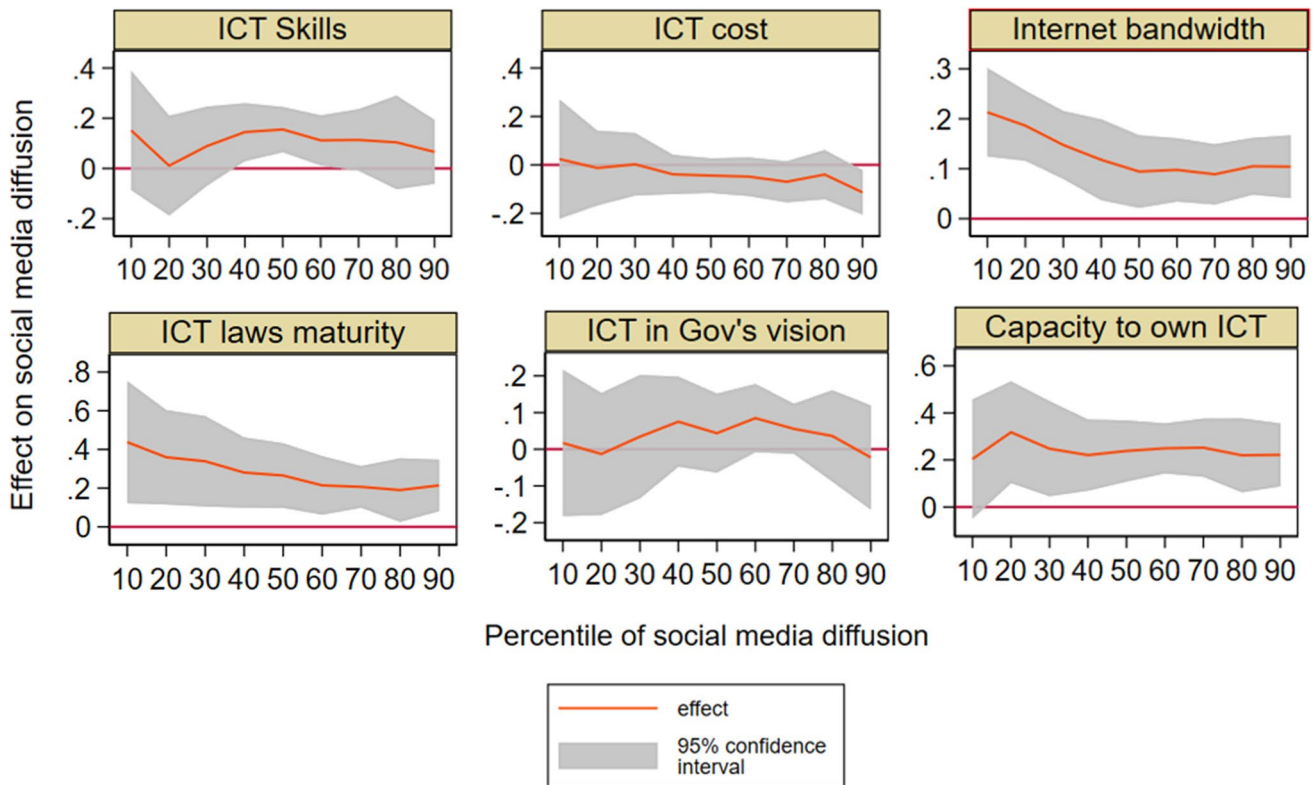 ICT Skills
ICT cost
Internet bandwidth
Effect on social media diffusion
.4
.2
0
-.2
10 20 30 40 50 60 70 80 90
.4
.2
0
-.2
10 20 30 40 50 60 70 80 90
.3
.2
.1
0
10 20 30 40 50 60 70 80 90
ICT laws maturity
ICT in Gov's vision
Capacity to own ICT
.8
.6
.4
.2
0
10 20 30 40 50 60 70 80 90
.2
.1
0
-.1
-.2
10 20 30 40 50 60 70 80 90
.6
.4
.2
0
10 20 30 40 50 60 70 80 90
Percentile of social media diffusion
effect
95% confidence
interval